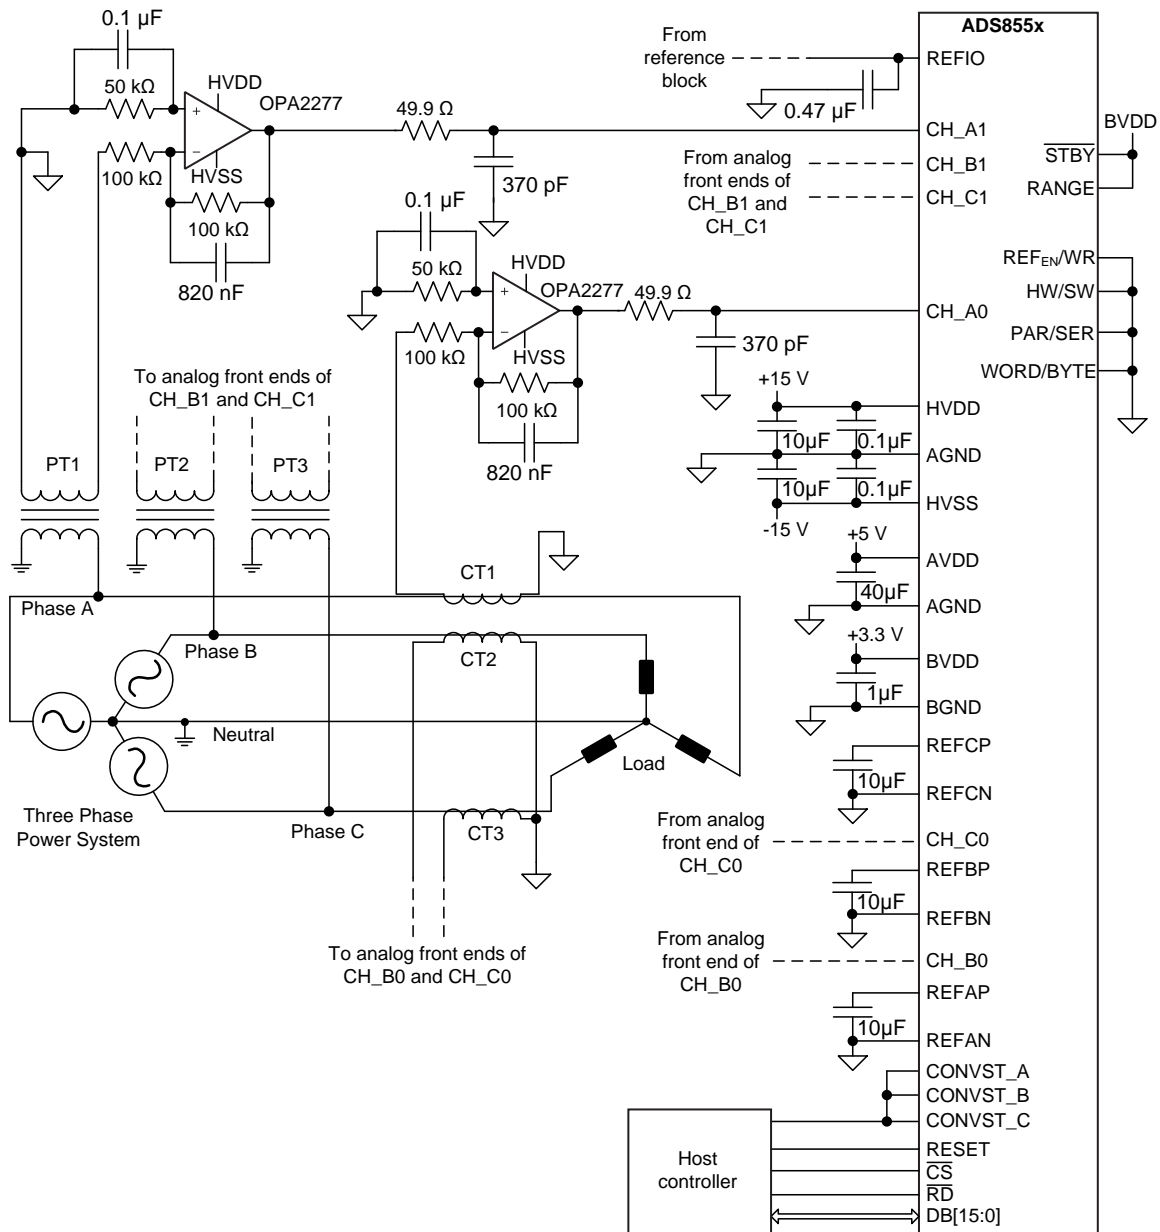 0.1 µF
50 kΩ
HVDD
OPA2277
+
−
100 kΩ
HVSS
100 kΩ
820 nF
49.9 Ω
370 pF
0.1 µF
50 kΩ
HVDD
OPA2277
+
−
100 kΩ
HVSS
100 kΩ
820 nF
49.9 Ω
370 pF
From
reference
block
0.47 µF
From analog
front ends of
CH_B1 and
CH_C1
To analog front ends of
CH_B1 and CH_C1
PT1
PT2
PT3
CT1
CT2
CT3
Phase A
Phase B
Neutral
Phase C
Load
Three Phase
Power System
To analog front ends of
CH_B0 and CH_C0
+15 V
10µF
0.1µF
10µF
0.1µF
-15 V
+5 V
40µF
+3.3 V
1µF
10µF
From analog
front end of
CH_C0
10µF
From analog
front end of
CH_B0
10µF
Host
controller
ADS855x
REFIO
CH_A1
CH_B1
CH_C1
CH_A0
HVDD
AGND
HVSS
AVDD
AGND
BVDD
BGND
REFCP
REFCN
CH_C0
REFBP
REFBN
CH_B0
REFAP
REFAN
CONVST_A
CONVST_B
CONVST_C
RESET
CS
RD
DB[15:0]
BVDD
STBY
RANGE
REFEN/WR
HW/SW
PAR/SER
WORD/BYTE